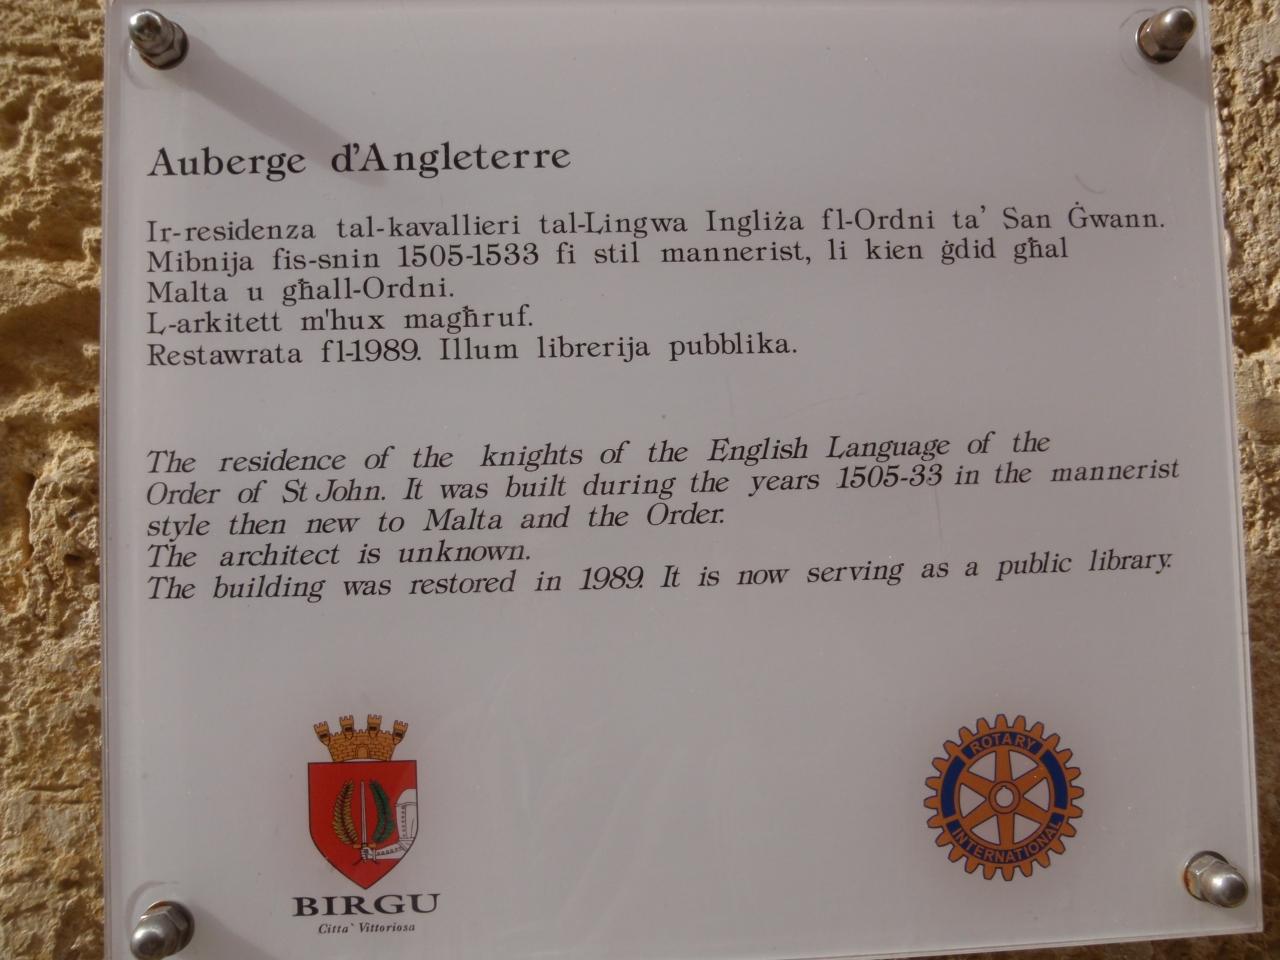 Auberge d'Angleterre
Ir-residenza tal-kavallieri tal-Lingwa Ingliża fl-Ordni ta' San Ġwann.
Mibnija fis-snin 1505-1533 fi stil mannerist, li kien ġdid għal
Malta u għall-Ordni.
L-arkitett m'hux magħruf.
Restawrata fl-1989. Illum librerija pubblika.
The residence of the knights of the English Language of the
Order of St John. It was built during the years 1505-33 in the mannerist
style then new to Malta and the Order.
The architect is unknown.
The building was restored in 1989. It is now serving as a public library.
BIRGU
Citta` Vittoriosa
ROTARY
INTERNATIONAL